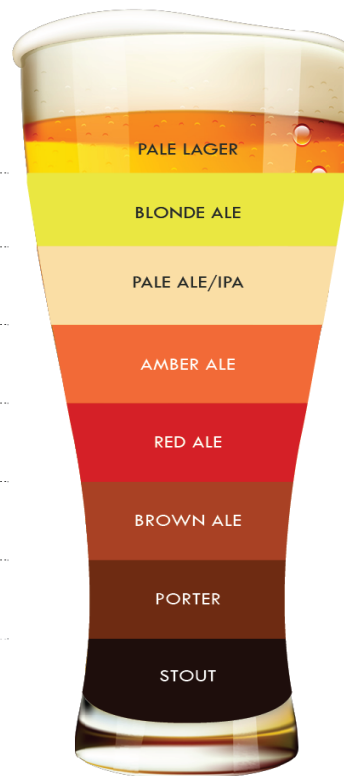 PALE LAGER
BLONDE ALE
PALE ALE/IPA
AMBER ALE
RED ALE
BROWN ALE
PORTER
STOUT